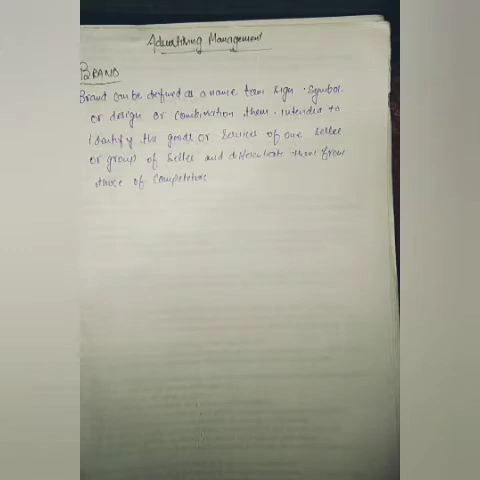 Advertising Management
BRAND
Brand can be defined as a name term sign . Symbol
or design or combination them . intended to
identify the goods or services of one seller
or group of seller and differentiate them from
those of competitors